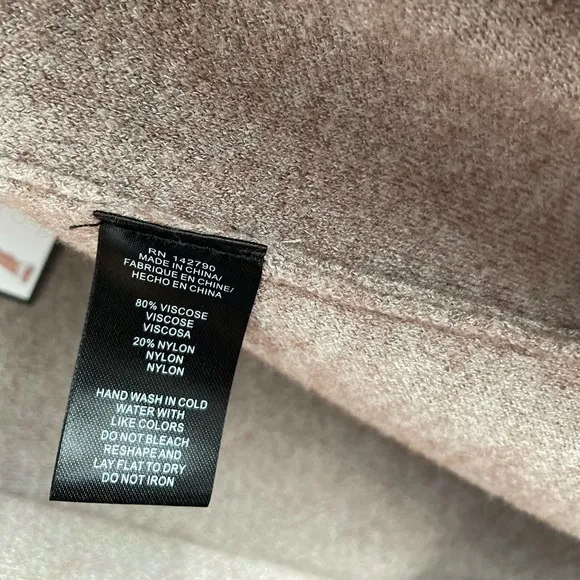 RN 142790
MADE IN CHINA/
FABRIQUE EN CHINE/
HECHO EN CHINA
80% VISCOSE
VISCOSE
VISCOSA
20% NYLON
NYLON
NYLON
HAND WASH IN COLD
WATER WITH
LIKE COLORS
DO NOT BLEACH
RESHAPE AND
LAY FLAT TO DRY
DO NOT IRON